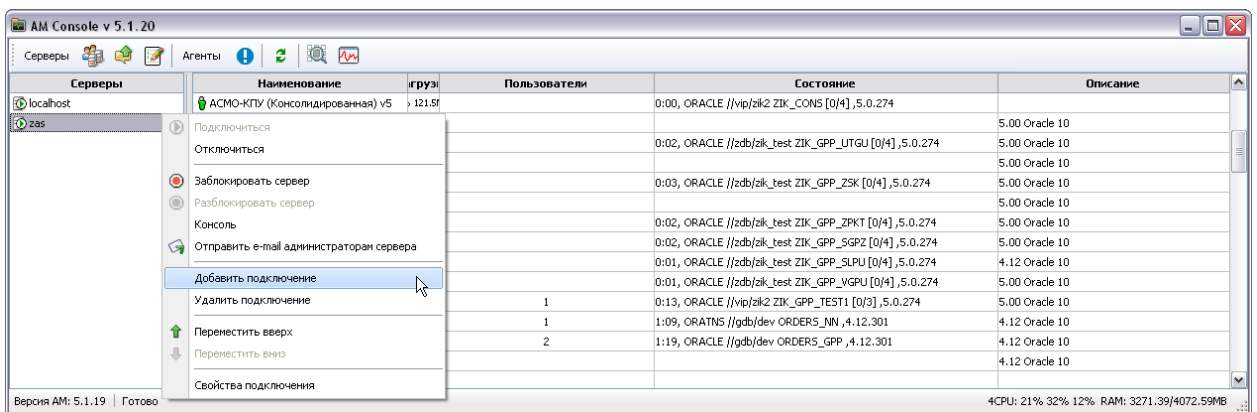 AM Console v 5.1.20
Серверы Агенты
Серверы Наименование агрузк Пользователи Состояние Описание
localhost АСМО-КПУ (Консолидированная) v5 121.5 0:00, ORACLE //vip/zik2 ZIK_CONS [0/4] ,5.0.274
zas 5.00 Oracle 10
Подключиться
Отключиться 0:02, ORACLE //zdb/zik_test ZIK_GPP_UTGU [0/4] ,5.0.274 5.00 Oracle 10
5.00 Oracle 10
Заблокировать сервер 0:03, ORACLE //zdb/zik_test ZIK_GPP_ZSK [0/4] ,5.0.274 5.00 Oracle 10
Разблокировать сервер 5.00 Oracle 10
Консоль 0:02, ORACLE //zdb/zik_test ZIK_GPP_ZPKT [0/4] ,5.0.274 5.00 Oracle 10
Отправить e-mail администраторам сервера 0:02, ORACLE //zdb/zik_test ZIK_GPP_SGPZ [0/4] ,5.0.274 5.00 Oracle 10
0:01, ORACLE //zdb/zik_test ZIK_GPP_SLPU [0/4] ,5.0.274 4.12 Oracle 10
Добавить подключение 0:01, ORACLE //zdb/zik_test ZIK_GPP_VGPU [0/4] ,5.0.274 5.00 Oracle 10
Удалить подключение 1 0:13, ORACLE //vip/zik2 ZIK_GPP_TEST1 [0/3] ,5.0.274 5.00 Oracle 10
Переместить вверх 1 1:09, ORATNS //gdb/dev ORDERS_NN ,4.12.301 4.12 Oracle 10
Переместить вниз 2 1:19, ORACLE //gdb/dev ORDERS_GPP ,4.12.301 4.12 Oracle 10
4.12 Oracle 10
Свойства подключения
Версия AM: 5.1.19 Готово 4CPU: 21% 32% 12% RAM: 3271.39/4072.59MB